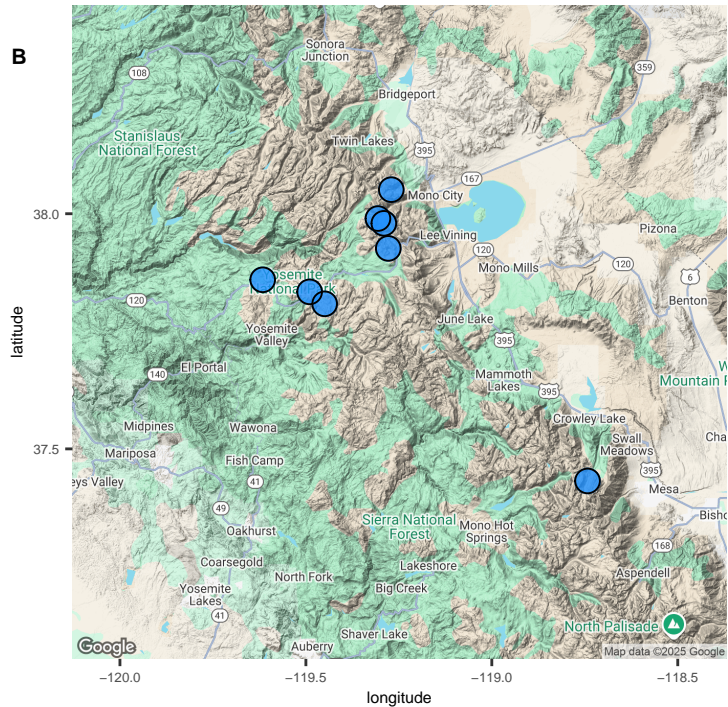 B
Sonora
Junction
108
359
Bridgeport
Stanislaus
National Forest
Twin Lakes
395
167
Mono City
38.0
Lee Vining
Pizona
120
Mono Mills
120
6
Yosemite
National Park
120
Benton
June Lake
Yosemite
Valley
395
El Portal
140
Mammoth
Lakes
395
W
Mountain F
Crowley Lake
Midpines
Wawona
Swall
Meadows
Cha
Mariposa
37.5
Fish Camp
395
eys Valley
41
Mesa
49
Bisho
Sierra National
Forest
Oakhurst
Mono Hot
Springs
168
Coarsegold
Lakeshore
North Fork
Aspendell
Yosemite
Lakes
Big Creek
41
North Palisade
Shaver Lake
Auberry
Google
Map data ©2025 Google
−120.0
−119.5
−119.0
−118.5
longitude
latitude